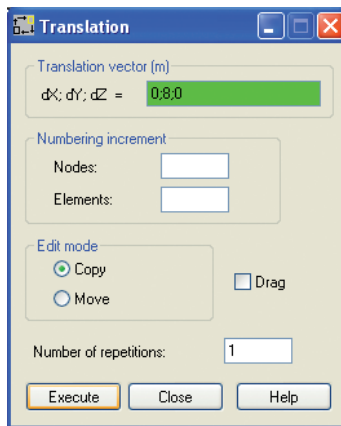 Translation
Translation vector (m)
dX; dY; dZ = 0;8;0
Numbering increment
Nodes:
Elements:
Edit mode
Copy
Move
Drag
Number of repetitions: 1
Execute Close Help